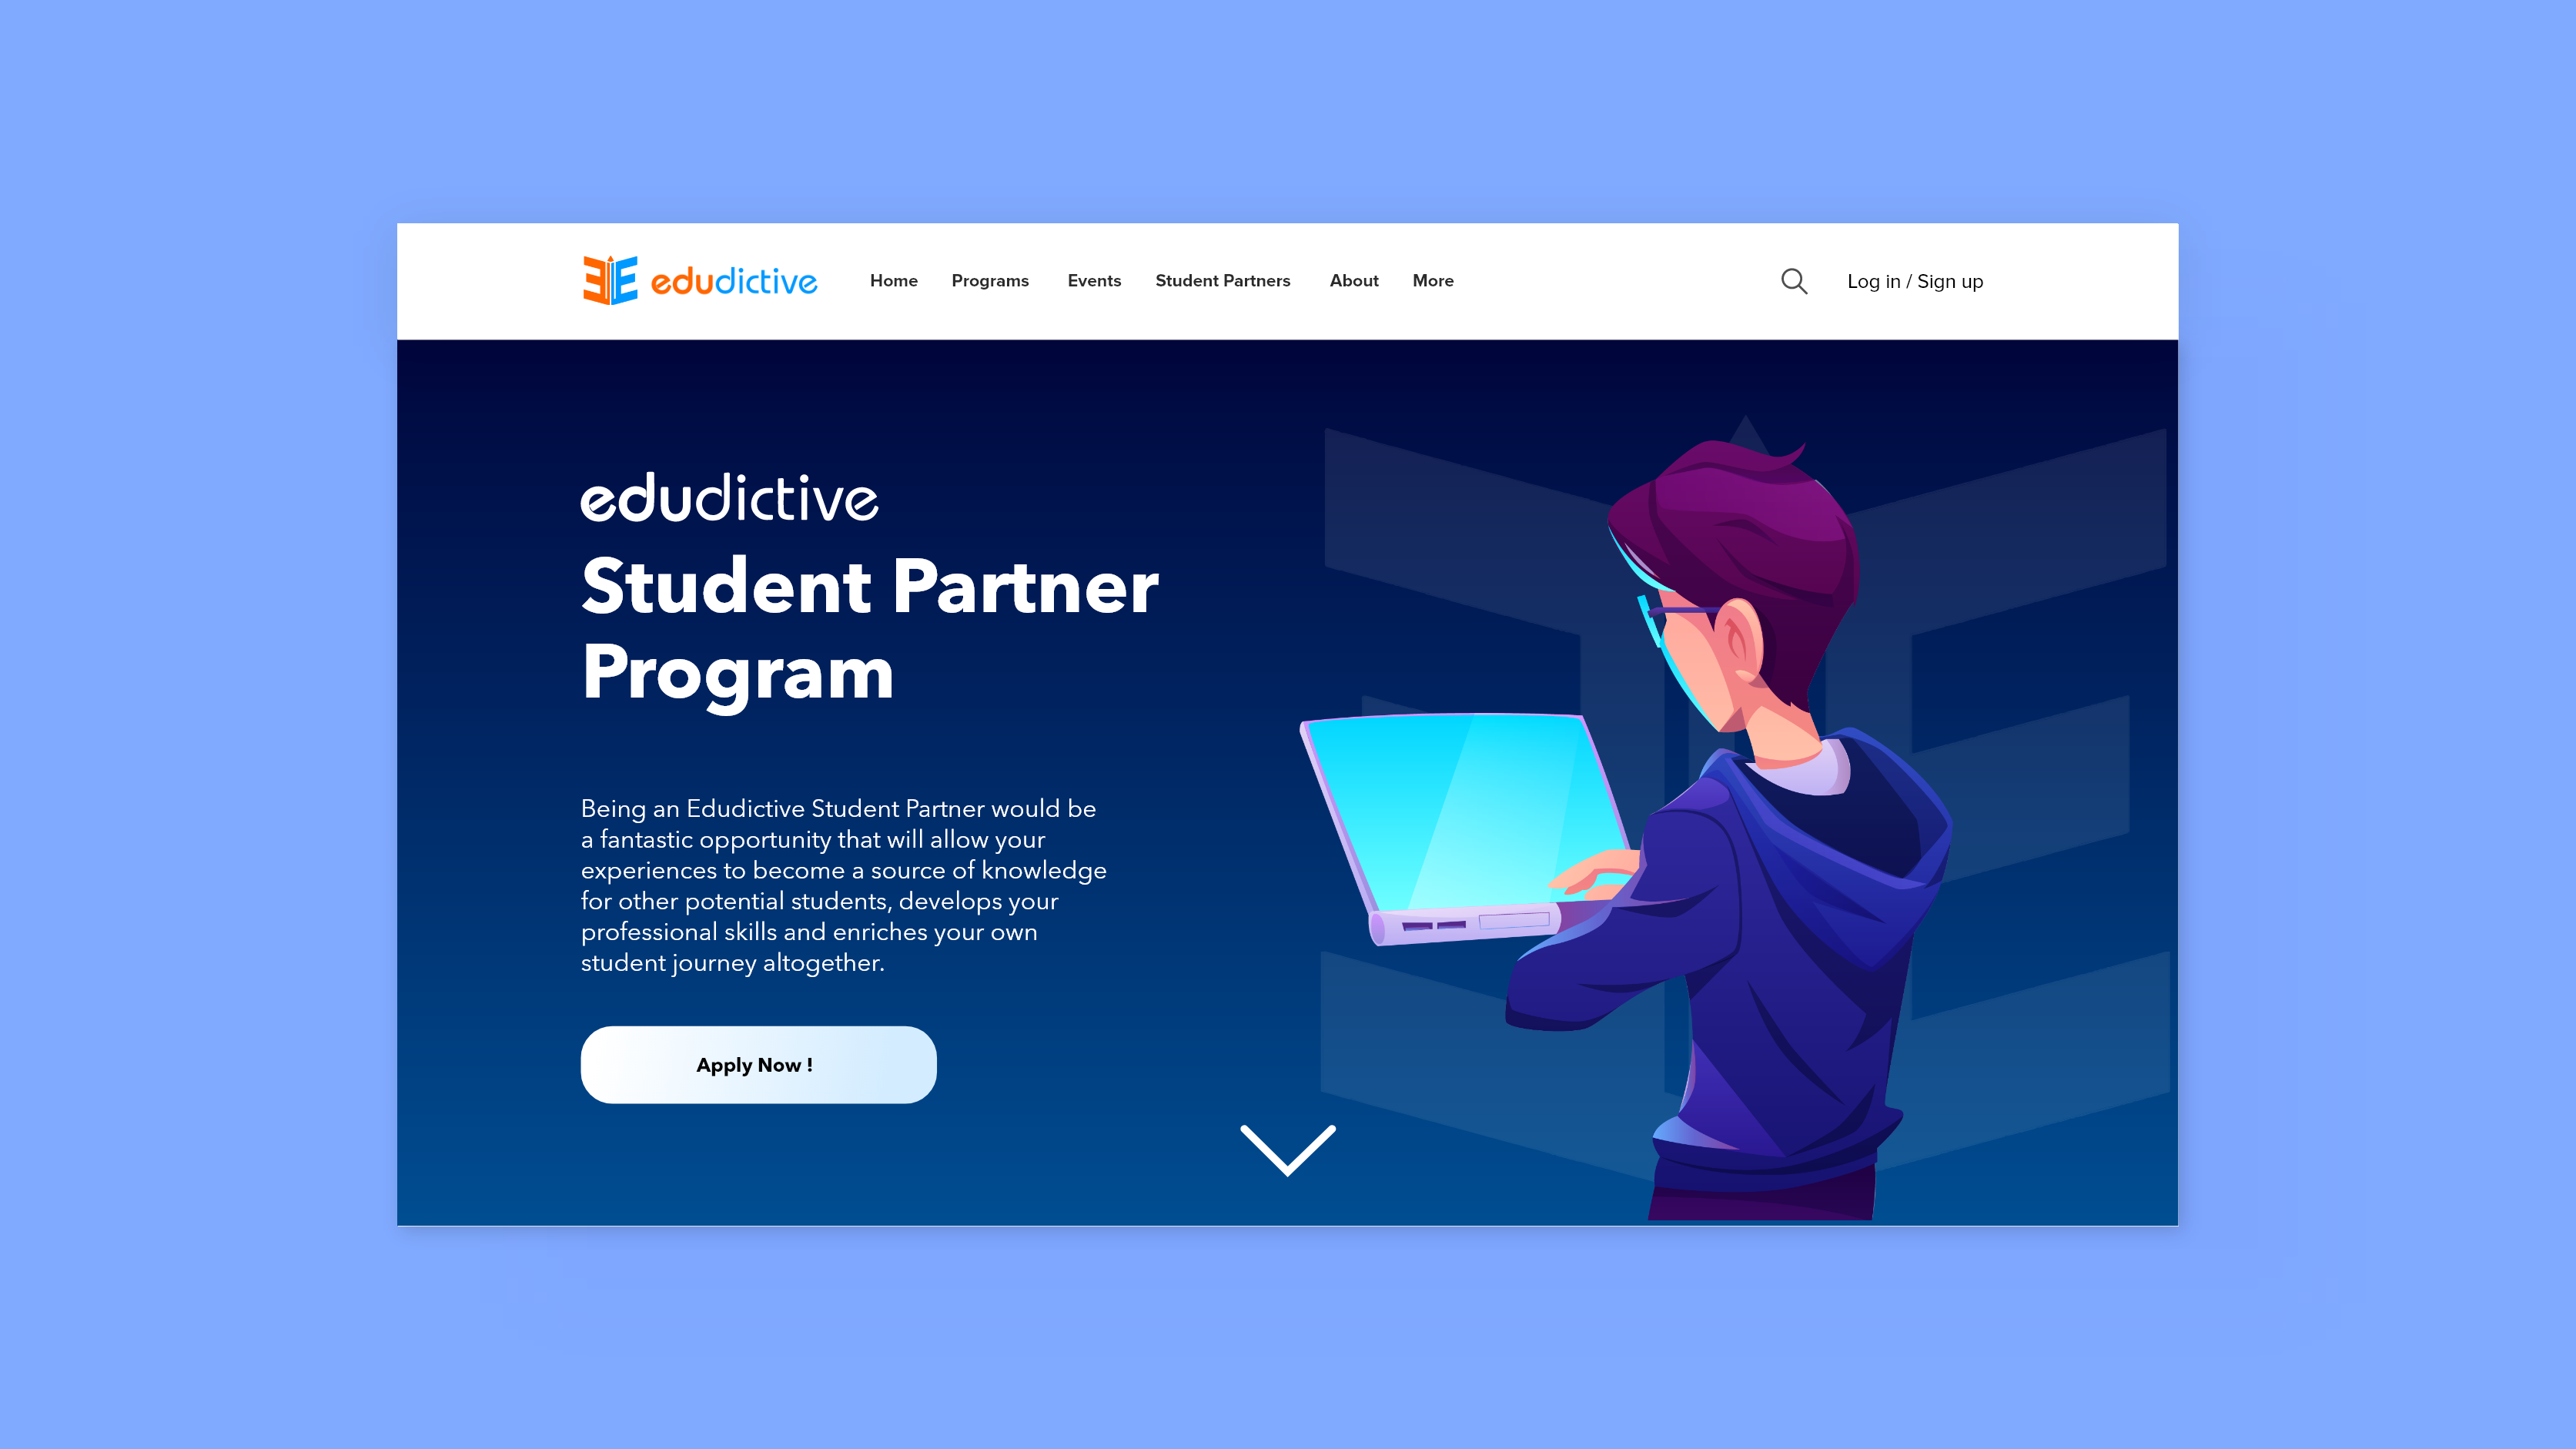 edudictive Home Programs Events Student Partners About More Log in / Sign up
edudictive
Student Partner
Program
Being an Edudictive Student Partner would be
a fantastic opportunity that will allow your
experiences to become a source of knowledge
for other potential students, develops your
professional skills and enriches your own
student journey altogether.
Apply Now !